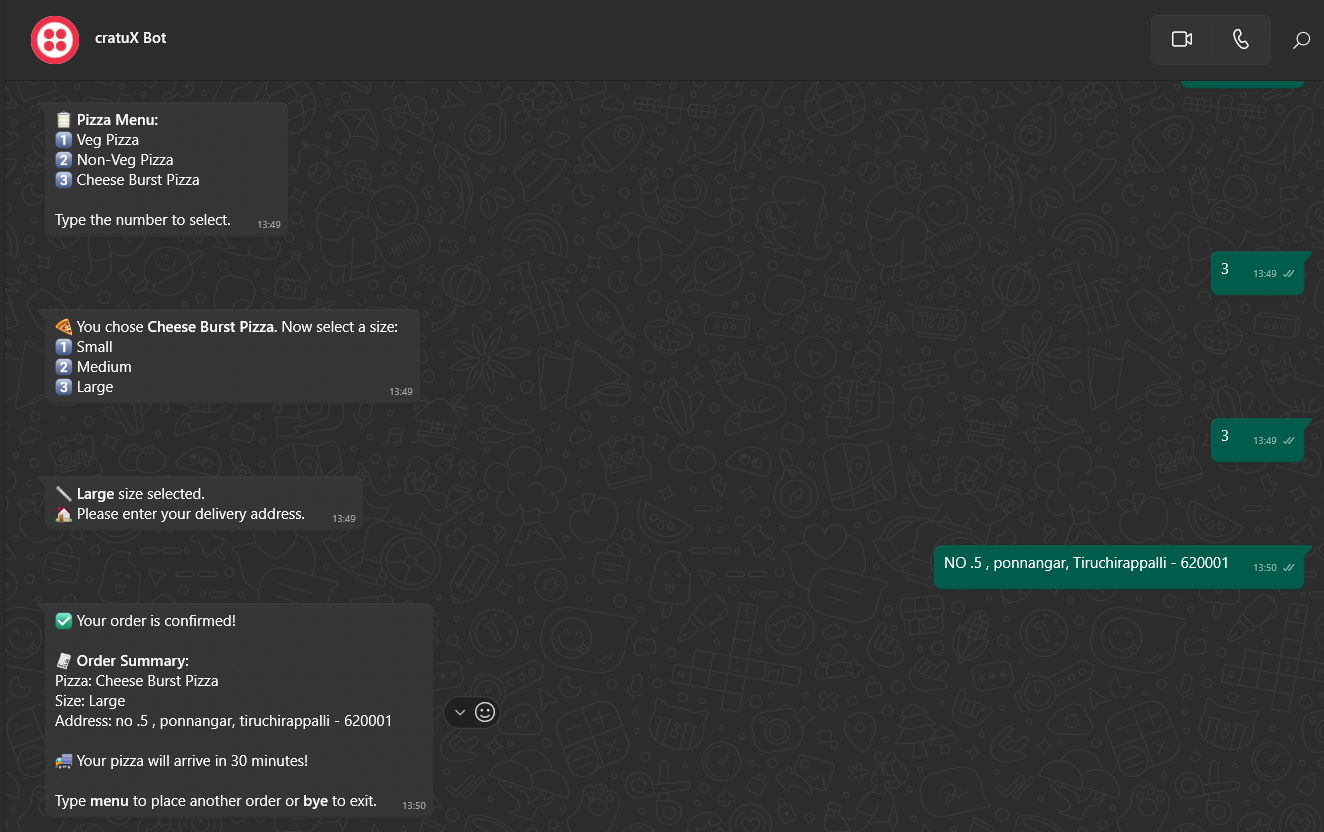 cratuX Bot
📋 Pizza Menu:
1️⃣ Veg Pizza
2️⃣ Non-Veg Pizza
3️⃣ Cheese Burst Pizza
Type the number to select.
13:49
3
13:49
🍕 You chose Cheese Burst Pizza. Now select a size:
1️⃣ Small
2️⃣ Medium
3️⃣ Large
13:49
3
13:49
📏 Large size selected.
🏠 Please enter your delivery address.
13:49
NO .5 , ponnangar, Tiruchirappalli - 620001
13:50
✅ Your order is confirmed!
🧾 Order Summary:
Pizza: Cheese Burst Pizza
Size: Large
Address: no .5 , ponnangar, tiruchirappalli - 620001
🚚 Your pizza will arrive in 30 minutes!
Type menu to place another order or bye to exit.
13:50